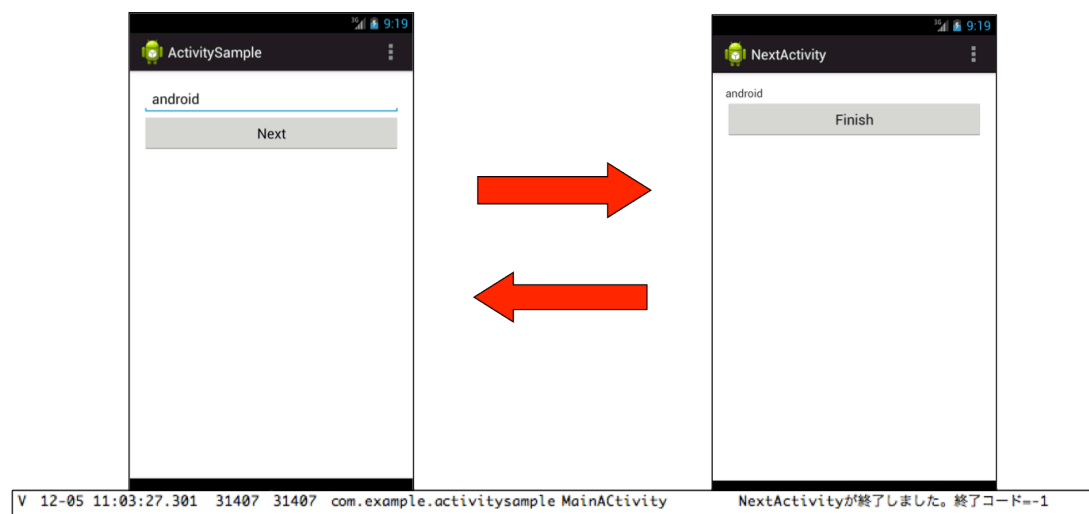 3G 9:19
ActivitySample
android
Next
3G 9:19
NextActivity
android
Finish
V 12-05 11:03:27.301 31407 31407 com.example.activitysample MainACtivity NextActivityが終了しました。終了コード=-1